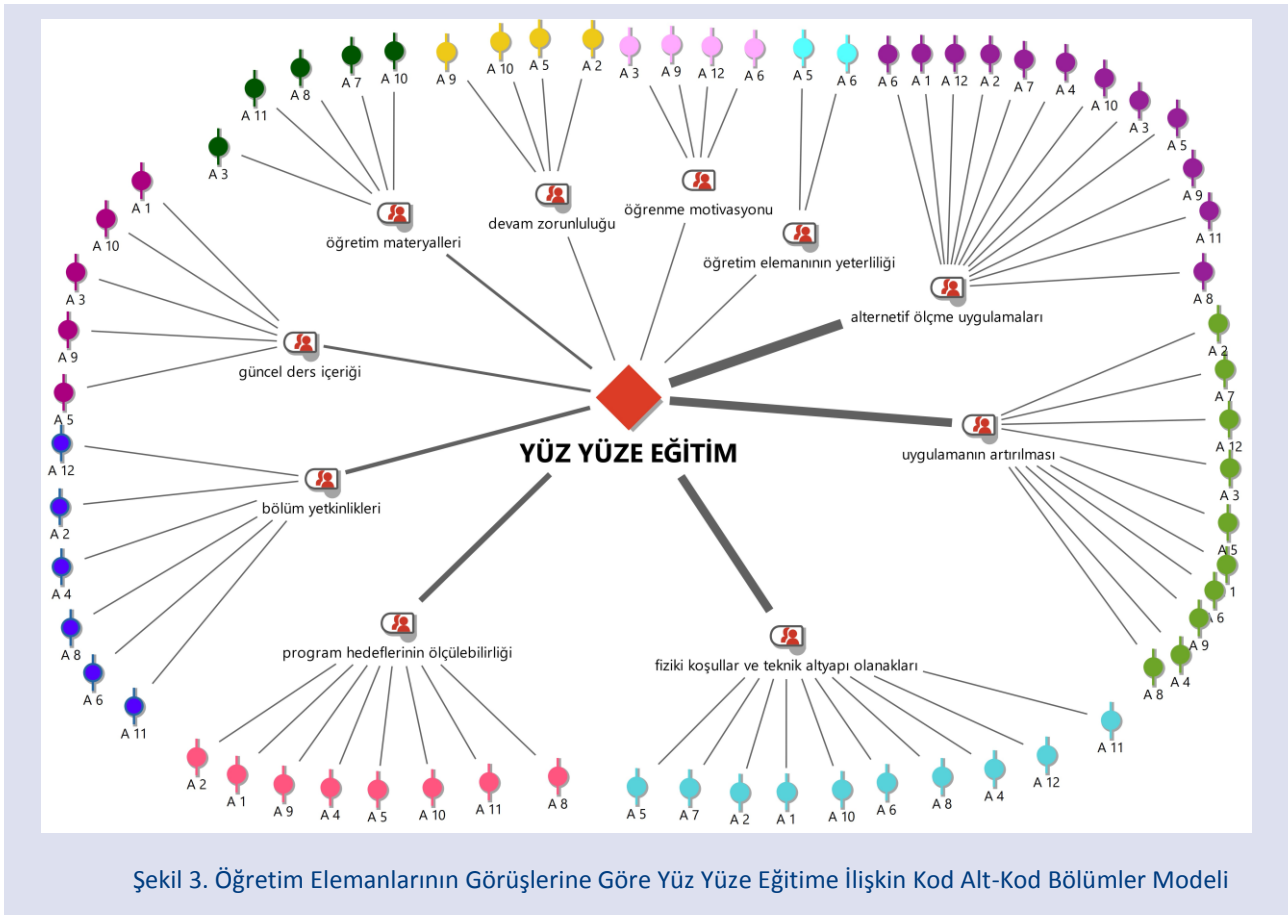 A 9
A 10
A 5
A 2
A 3
A 9
A 12
A 6
A 5
A 6
A 6
A 1
A 12
A 2
A 7
A 4
A 10
A 3
A 5
A 9
A 11
A 8
A 10
A 7
A 8
A 11
A 3
öğretim materyalleri
devam zorunluluğu
öğrenme motivasyonu
öğretim elemanının yeterliliği
alternatif ölçme uygulamaları
A 1
A 10
A 3
A 9
A 5
güncel ders içeriği
YÜZ YÜZE EĞİTİM
uygulamanın artırılması
A 2
A 7
A 12
A 3
A 5
1
A 6
A 9
A 4
A 8
A 12
A 2
A 4
A 8
A 6
A 11
bölüm yetkinlikleri
program hedeflerinin ölçülebilirliği
fiziki koşullar ve teknik altyapı olanakları
A 2
A 1
A 9
A 4
A 5
A 10
A 11
A 8
A 5
A 7
A 2
A 1
A 10
A 6
A 8
A 4
A 12
A 11
Şekil 3. Öğretim Elemanlarının Görüşlerine Göre Yüz Yüze Eğitime İlişkin Kod Alt-Kod Bölümler Modeli